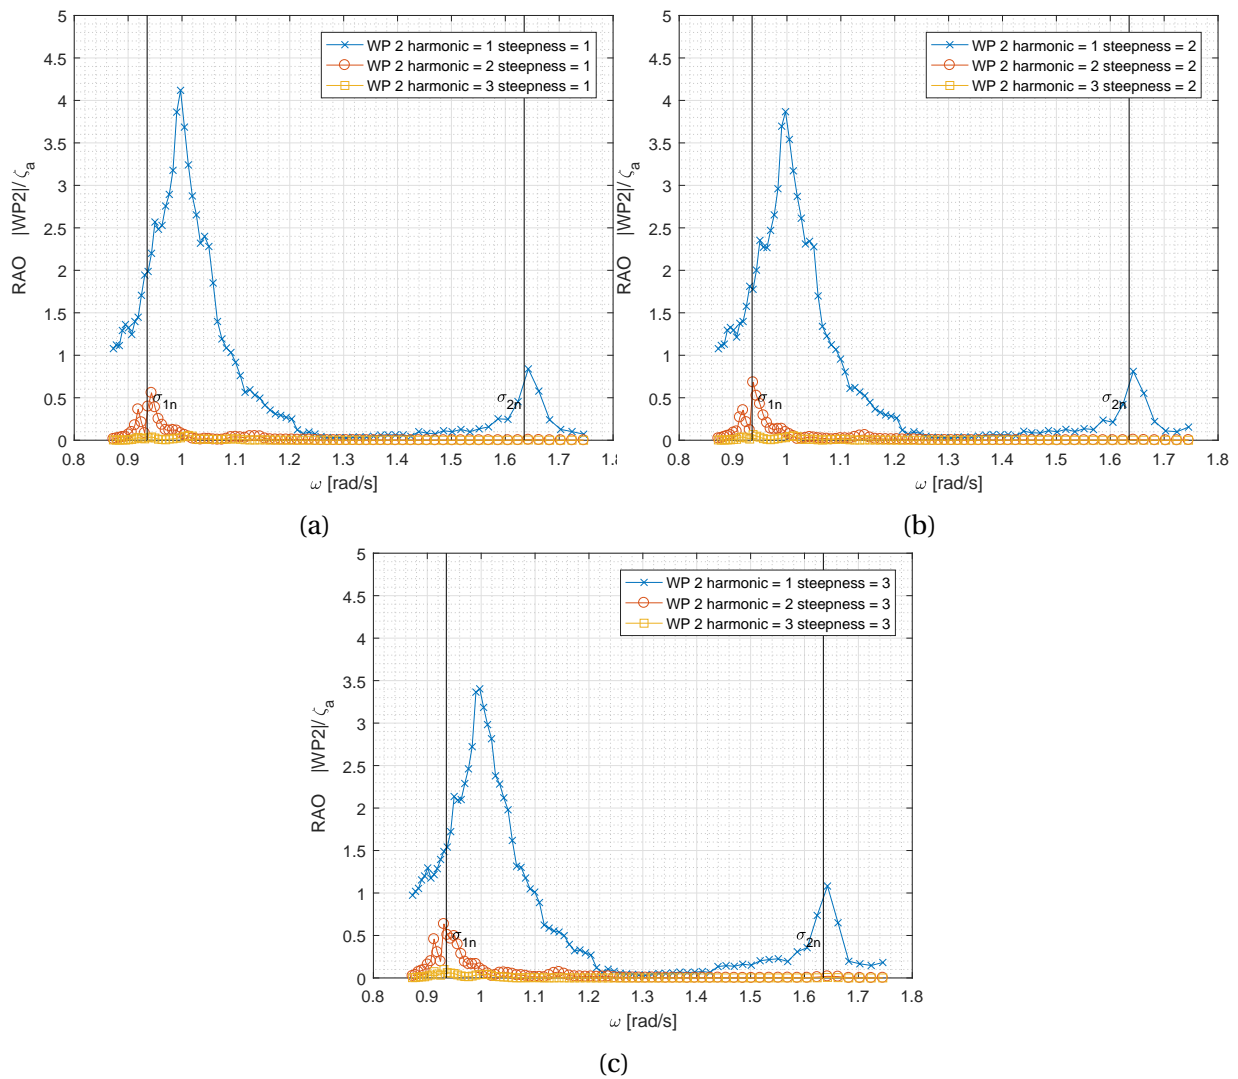 5
4.5
4
3.5
3
2.5
2
1.5
1
0.5
0
RAO |WP2|/ ζa
WP 2 harmonic = 1 steepness = 1
WP 2 harmonic = 2 steepness = 1
WP 2 harmonic = 3 steepness = 1
σ1n
σ2n
0.8 0.9 1 1.1 1.2 1.3 1.4 1.5 1.6 1.7 1.8
ω [rad/s]
(a)
5
4.5
4
3.5
3
2.5
2
1.5
1
0.5
0
RAO |WP2|/ ζa
WP 2 harmonic = 1 steepness = 2
WP 2 harmonic = 2 steepness = 2
WP 2 harmonic = 3 steepness = 2
σ1n
σ2n
0.8 0.9 1 1.1 1.2 1.3 1.4 1.5 1.6 1.7 1.8
ω [rad/s]
(b)
5
4.5
4
3.5
3
2.5
2
1.5
1
0.5
0
RAO |WP2|/ ζa
WP 2 harmonic = 1 steepness = 3
WP 2 harmonic = 2 steepness = 3
WP 2 harmonic = 3 steepness = 3
σ1n
σ2n
0.8 0.9 1 1.1 1.2 1.3 1.4 1.5 1.6 1.7 1.8
ω [rad/s]
(c)